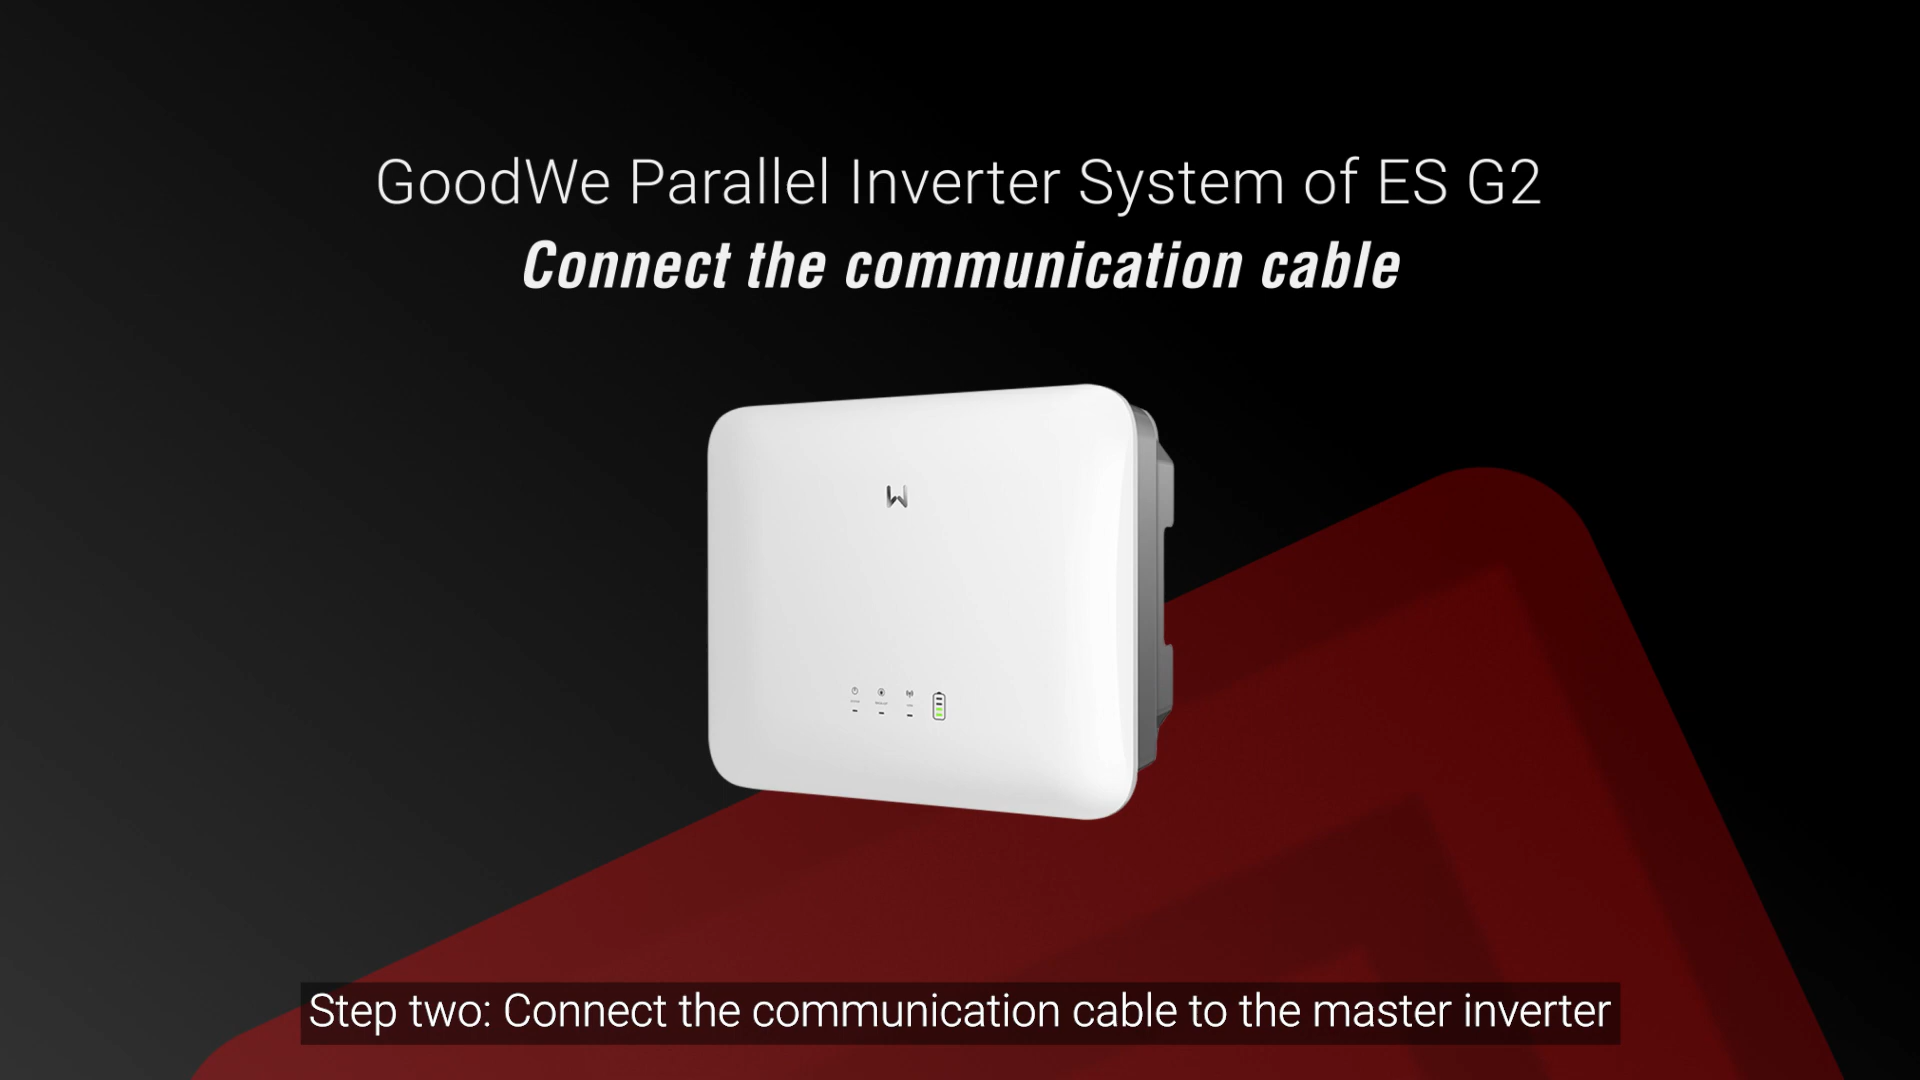 GoodWe Parallel Inverter System of ES G2
Connect the communication cable
Step two: Connect the communication cable to the master inverter